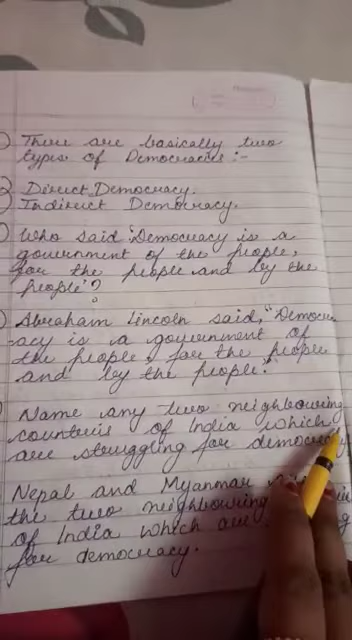 There are basically two
types of Democracies :-
Direct Democracy.
Indirect Democracy.
Who said "Democracy is a
government of the people,
for the people and by the
people"?
Abraham Lincoln said, "Democr
acy is a government of
the people, for the people
and by the people."
Name any two neighbouring
countries of India which
are struggling for democracy
Nepal and Myanmar
the two neighbouring
of India which are
for democracy.